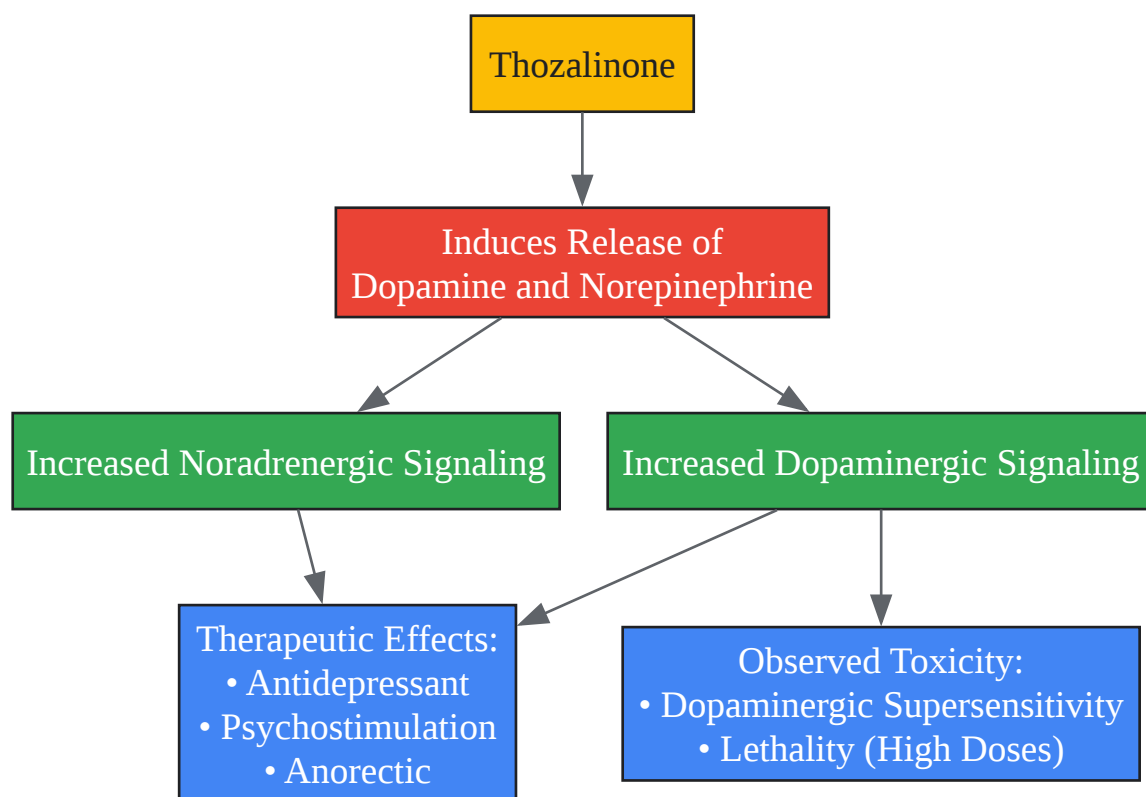 Thozalinone
Induces Release of
Dopamine and Norepinephrine
Increased Noradrenergic Signaling
Increased Dopaminergic Signaling
Therapeutic Effects:
• Antidepressant
• Psychostimulation
• Anorectic
Observed Toxicity:
• Dopaminergic Supersensitivity
• Lethality (High Doses)